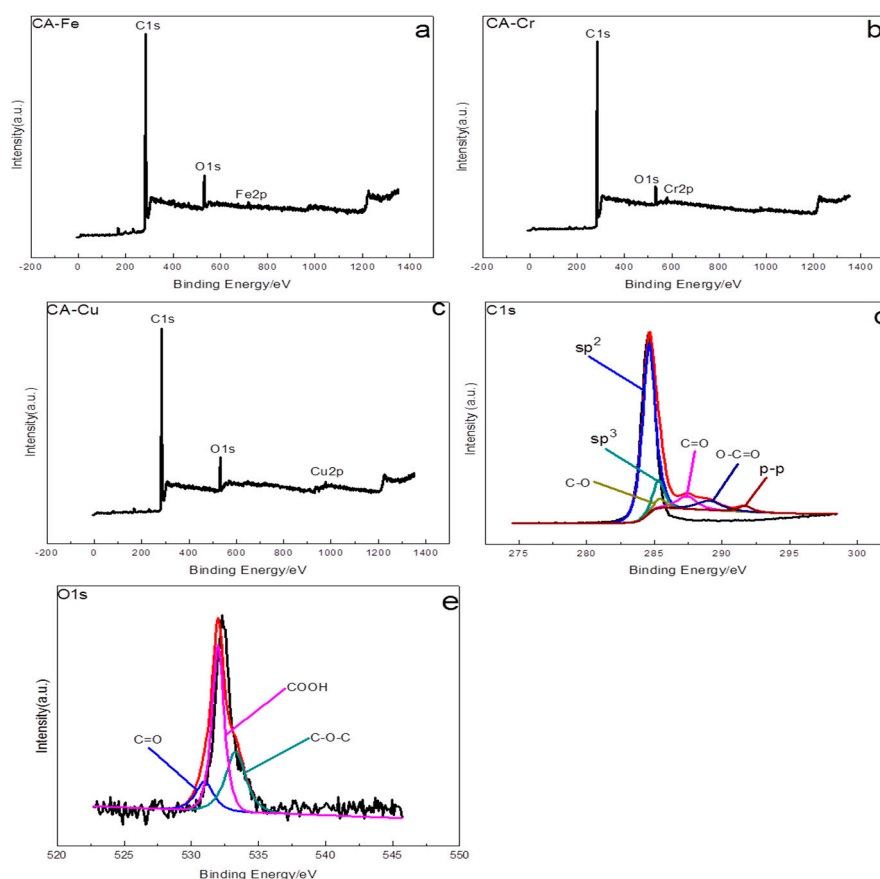 CA-Fe
a
C1s
O1s
Fe2p
Intensity(a.u.)
-200 0 200 400 600 800 1000 1200 1400
Binding Energy/eV
CA-Cr
b
C1s
O1s
Cr2p
Intensity(a.u.)
-200 0 200 400 600 800 1000 1200 1400
Binding Energy/eV
CA-Cu
c
C1s
O1s
Cu2p
Intensity(a.u.)
-200 0 200 400 600 800 1000 1200 1400
Binding Energy/eV
C1s
sp²
sp³
C-O
C=O
O-C=O
p-p
Intensity(a.u.)
275 280 285 290 295 300
Binding Energy/eV
O1s
e
COOH
C=O
C-O-C
Intensity(a.u.)
520 525 530 535 540 545 550
Binding Energy/eV